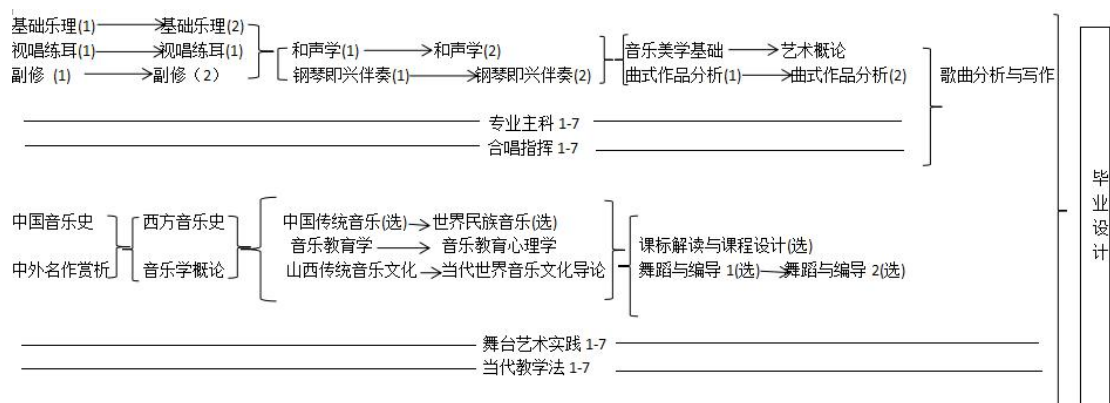 基础乐理(1) 基础乐理(2)
视唱练耳(1) 视唱练耳(1) 和声学(1) 和声学(2) 音乐美学基础 艺术概论
副修 (1) 副修（2） 钢琴即兴伴奏(1) 钢琴即兴伴奏(2) 曲式作品分析(1) 曲式作品分析(2) 歌曲分析与写作
专业主科 1-7
合唱指挥 1-7
中国音乐史 西方音乐史 中国传统音乐(选) 世界民族音乐(选)
音乐教育学 音乐教育心理学 课标解读与课程设计(选)
中外名作赏析 音乐学概论 山西传统音乐文化 当代世界音乐文化导论 舞蹈与编导 1(选) 舞蹈与编导 2(选)
舞台艺术实践 1-7
当代教学法 1-7
毕业设计